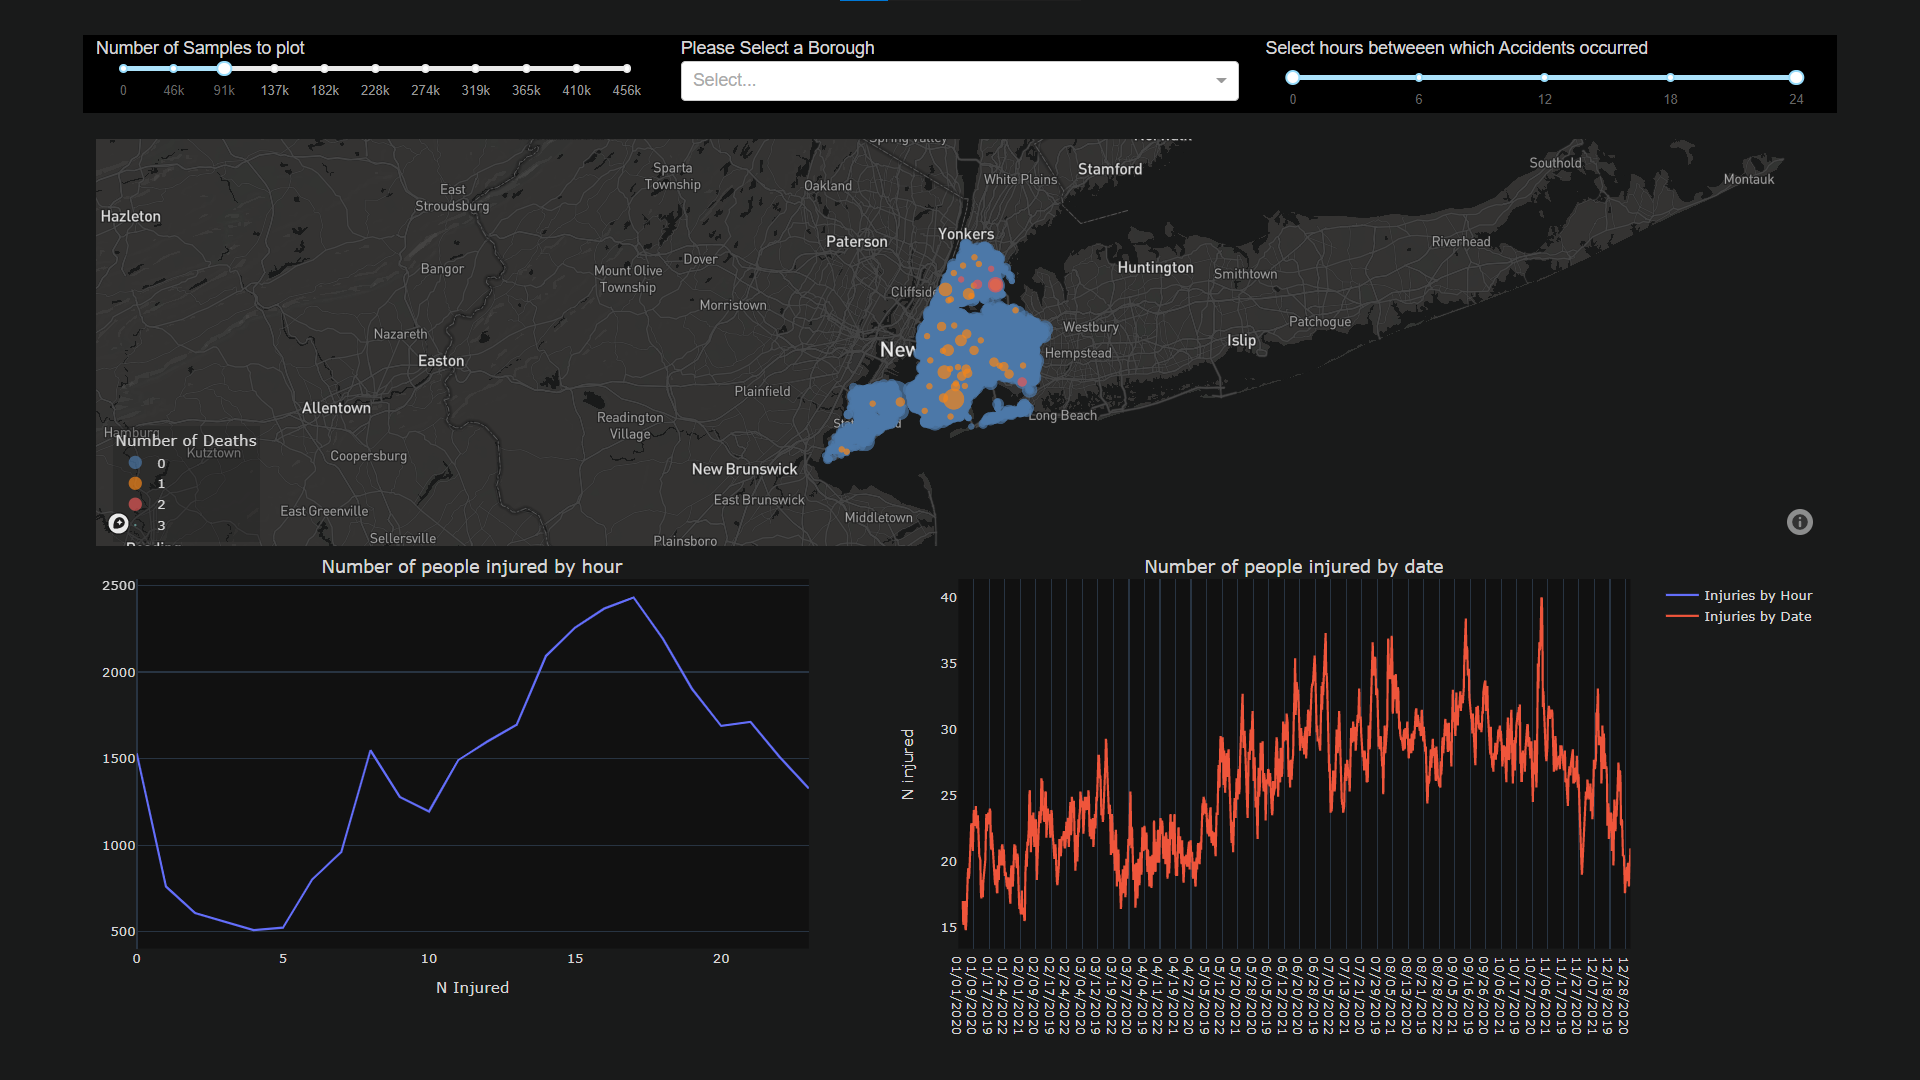 Number of Samples to plot
0 46k 91k 137k 182k 228k 274k 319k 365k 410k 456k
Please Select a Borough
Select...
Select hours betweeen which Accidents occurred
0 6 12 18 24
Spring Valley
Norwalk
Sparta
Township
Oakland
White Plains
Stamford
Southold
Montauk
East
Stroudsburg
Hazleton
Yonkers
Paterson
Riverhead
Dover
Bangor
Mount Olive
Township
Huntington
Smithtown
Cliffside
Morristown
Patchogue
Westbury
Nazareth
Islip
New
Hempstead
Easton
Plainfield
Allentown
Long Beach
Readington
Village
Hamburg
Kutztown
Coopersburg
New Brunswick
East Brunswick
East Greenville
Middletown
Sellersville
Plainsboro
Reading
Number of Deaths
0
1
2
3
Number of people injured by hour
2500
2000
1500
1000
500
0 5 10 15 20
N Injured
Number of people injured by date
40
35
30
25
20
15
N injured
01/01/2020
01/09/2020
01/17/2019
01/24/2022
02/01/2021
02/09/2020
02/17/2019
02/24/2022
03/04/2021
03/12/2019
03/19/2022
03/27/2020
04/04/2019
04/11/2022
04/19/2021
04/27/2020
05/05/2019
05/12/2022
05/20/2021
05/28/2020
06/05/2019
06/12/2022
06/20/2020
06/28/2019
07/05/2022
07/13/2021
07/21/2020
07/29/2019
08/05/2021
08/13/2020
08/21/2019
08/28/2022
09/05/2021
09/16/2019
09/26/2020
10/06/2021
10/17/2019
10/27/2020
11/06/2021
11/17/2019
11/27/2020
12/07/2021
12/18/2019
12/28/2020
Injuries by Hour
Injuries by Date